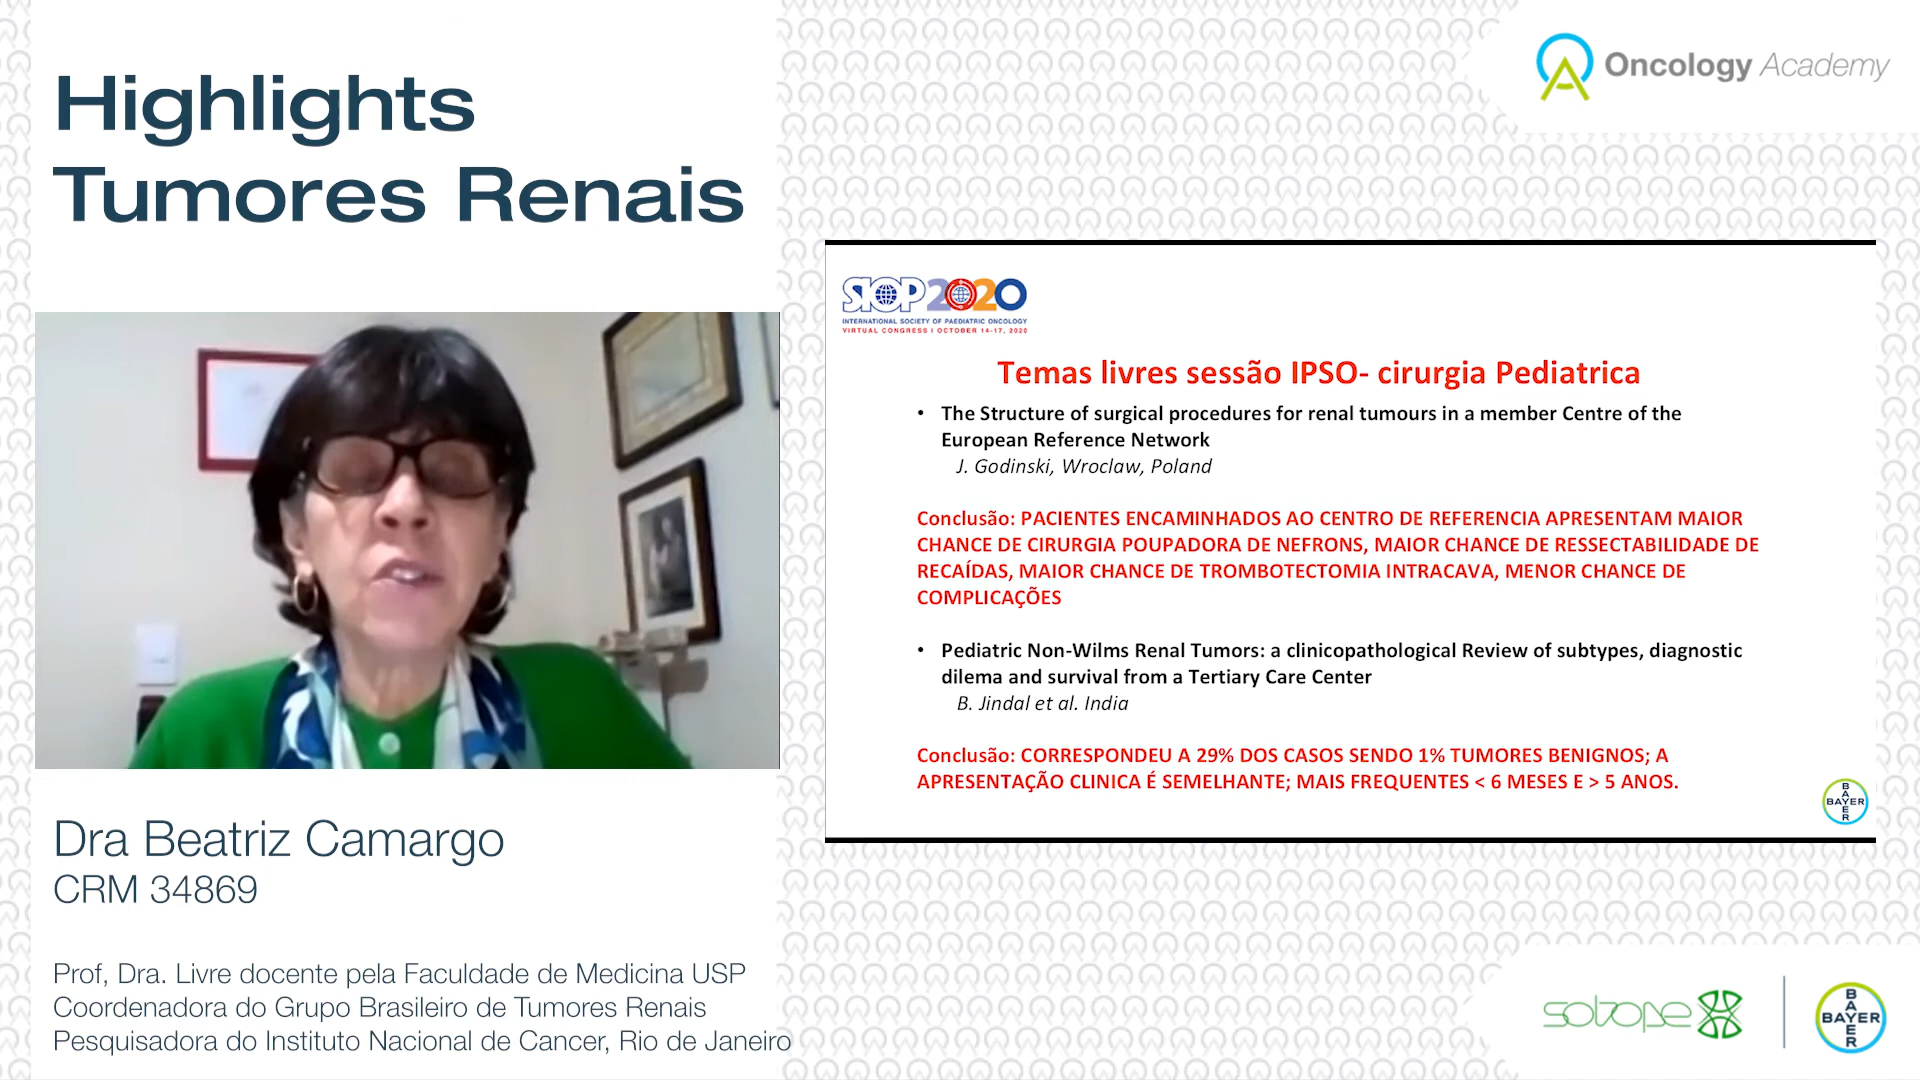 Highlights
Tumores Renais
Oncology Academy
SIOP2020
INTERNATIONAL SOCIETY OF PAEDIATRIC ONCOLOGY
VIRTUAL CONGRESS | OCTOBER 14-17, 2020
Temas livres sessão IPSO- cirurgia Pediatrica
• The Structure of surgical procedures for renal tumours in a member Centre of the
European Reference Network
J. Godinski, Wroclaw, Poland
Conclusão: PACIENTES ENCAMINHADOS AO CENTRO DE REFERENCIA APRESENTAM MAIOR
CHANCE DE CIRURGIA POUPADORA DE NEFRONS, MAIOR CHANCE DE RESSECTABILIDADE DE
RECAÍDAS, MAIOR CHANCE DE TROMBOTECTOMIA INTRACAVA, MENOR CHANCE DE
COMPLICAÇÕES
• Pediatric Non-Wilms Renal Tumors: a clinicopathological Review of subtypes, diagnostic
dilema and survival from a Tertiary Care Center
B. Jindal et al. India
Conclusão: CORRESPONDEU A 29% DOS CASOS SENDO 1% TUMORES BENIGNOS; A
APRESENTAÇÃO CLINICA É SEMELHANTE; MAIS FREQUENTES < 6 MESES E > 5 ANOS.
BAYER
Dra Beatriz Camargo
CRM 34869
Prof, Dra. Livre docente pela Faculdade de Medicina USP
Coordenadora do Grupo Brasileiro de Tumores Renais
Pesquisadora do Instituto Nacional de Cancer, Rio de Janeiro
sobope
BAYER